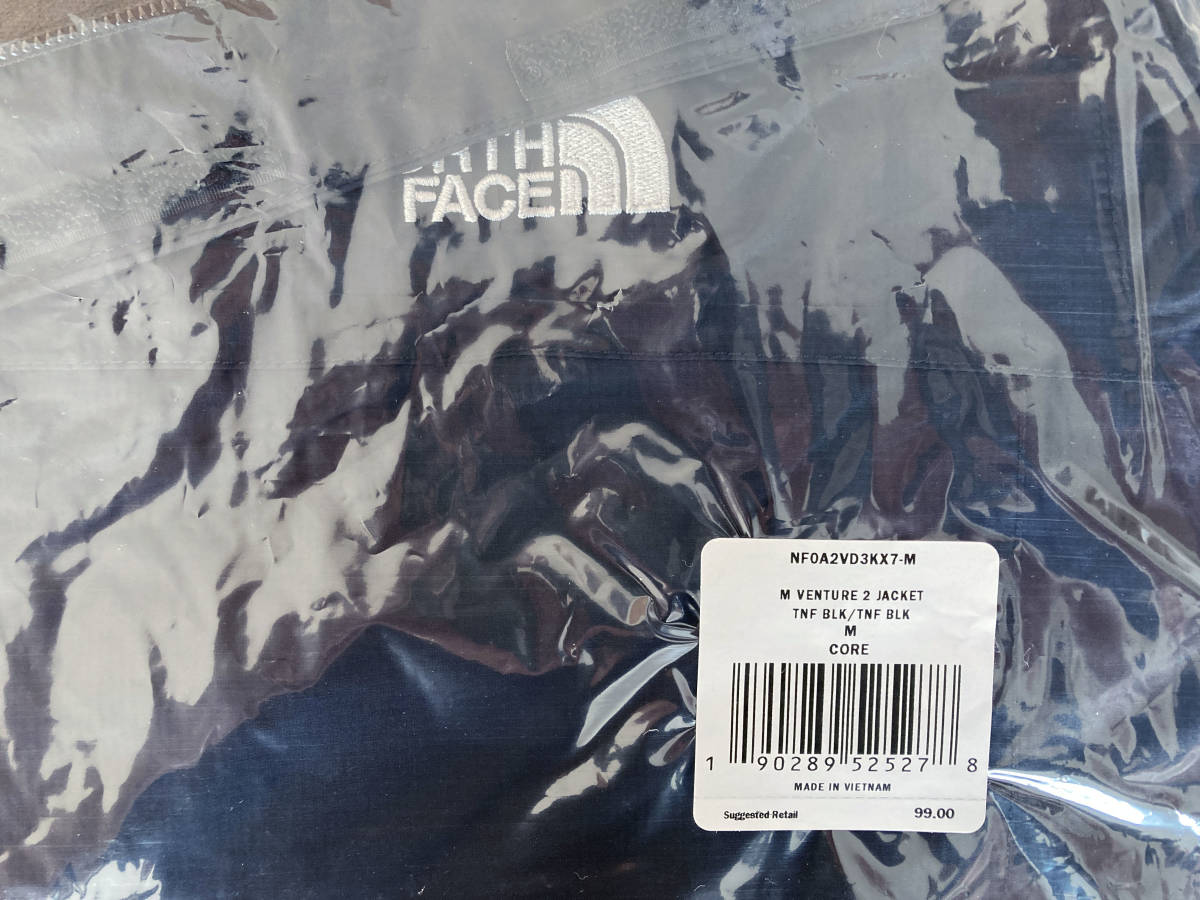 FACE
NF0A2VD3KX7-M
M VENTURE 2 JACKET
TNF BLK/TNF BLK
M
CORE
1 90289 52527 8
MADE IN VIETNAM
Suggested Retail 99.00